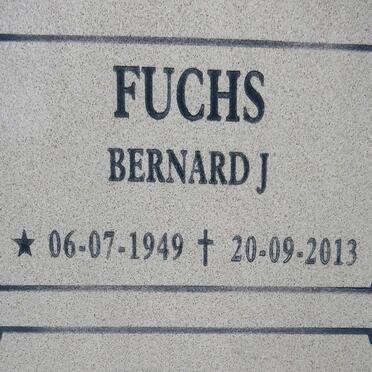 FUCHS
BERNARD J
★ 06-07-1949 † 20-09-2013